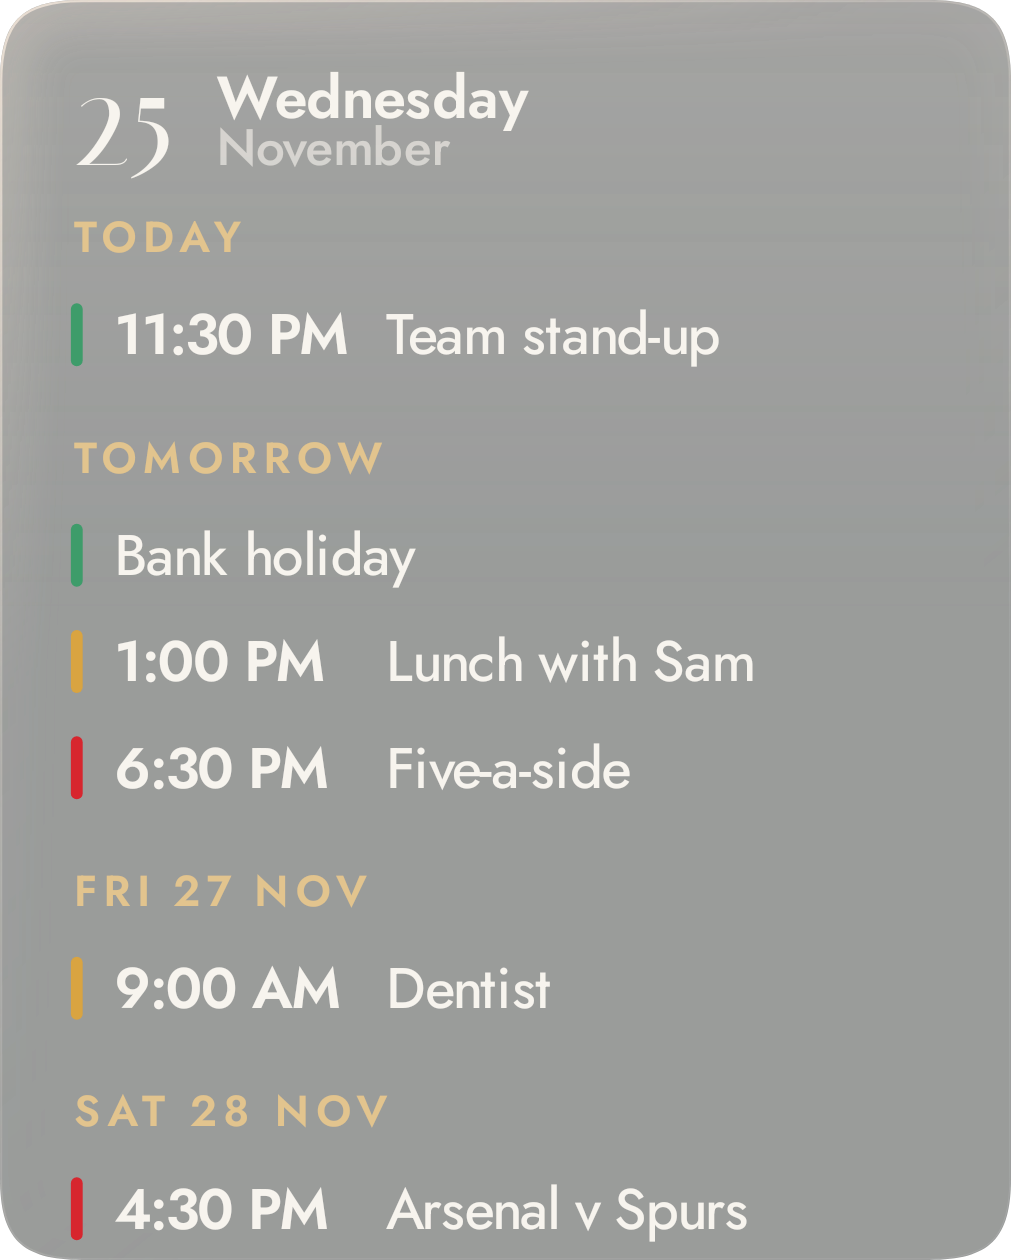 25 Wednesday
November
TODAY
11:30 PM Team stand-up
TOMORROW
Bank holiday
1:00 PM Lunch with Sam
6:30 PM Five-a-side
FRI 27 NOV
9:00 AM Dentist
SAT 28 NOV
4:30 PM Arsenal v Spurs